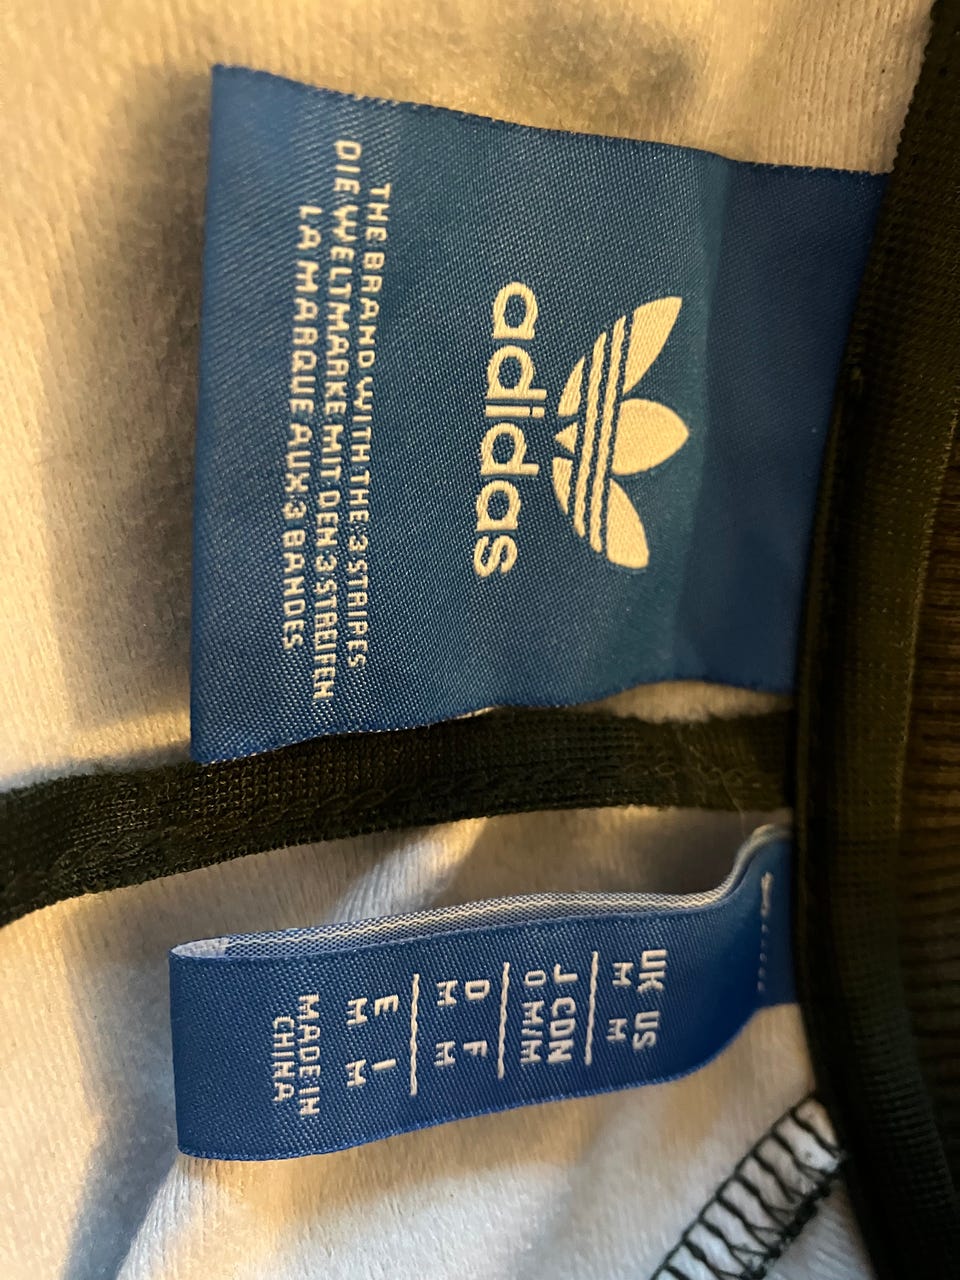 adidas
THE BRAND WITH THE 3 STRIPES
DIE WELTMARKE MIT DEN 3 STREIFEN
LA MARQUE AUX 3 BANDES
UK US
M M
J CDN
O M/M
D F
M M
E I
M M
MADE IN
CHINA